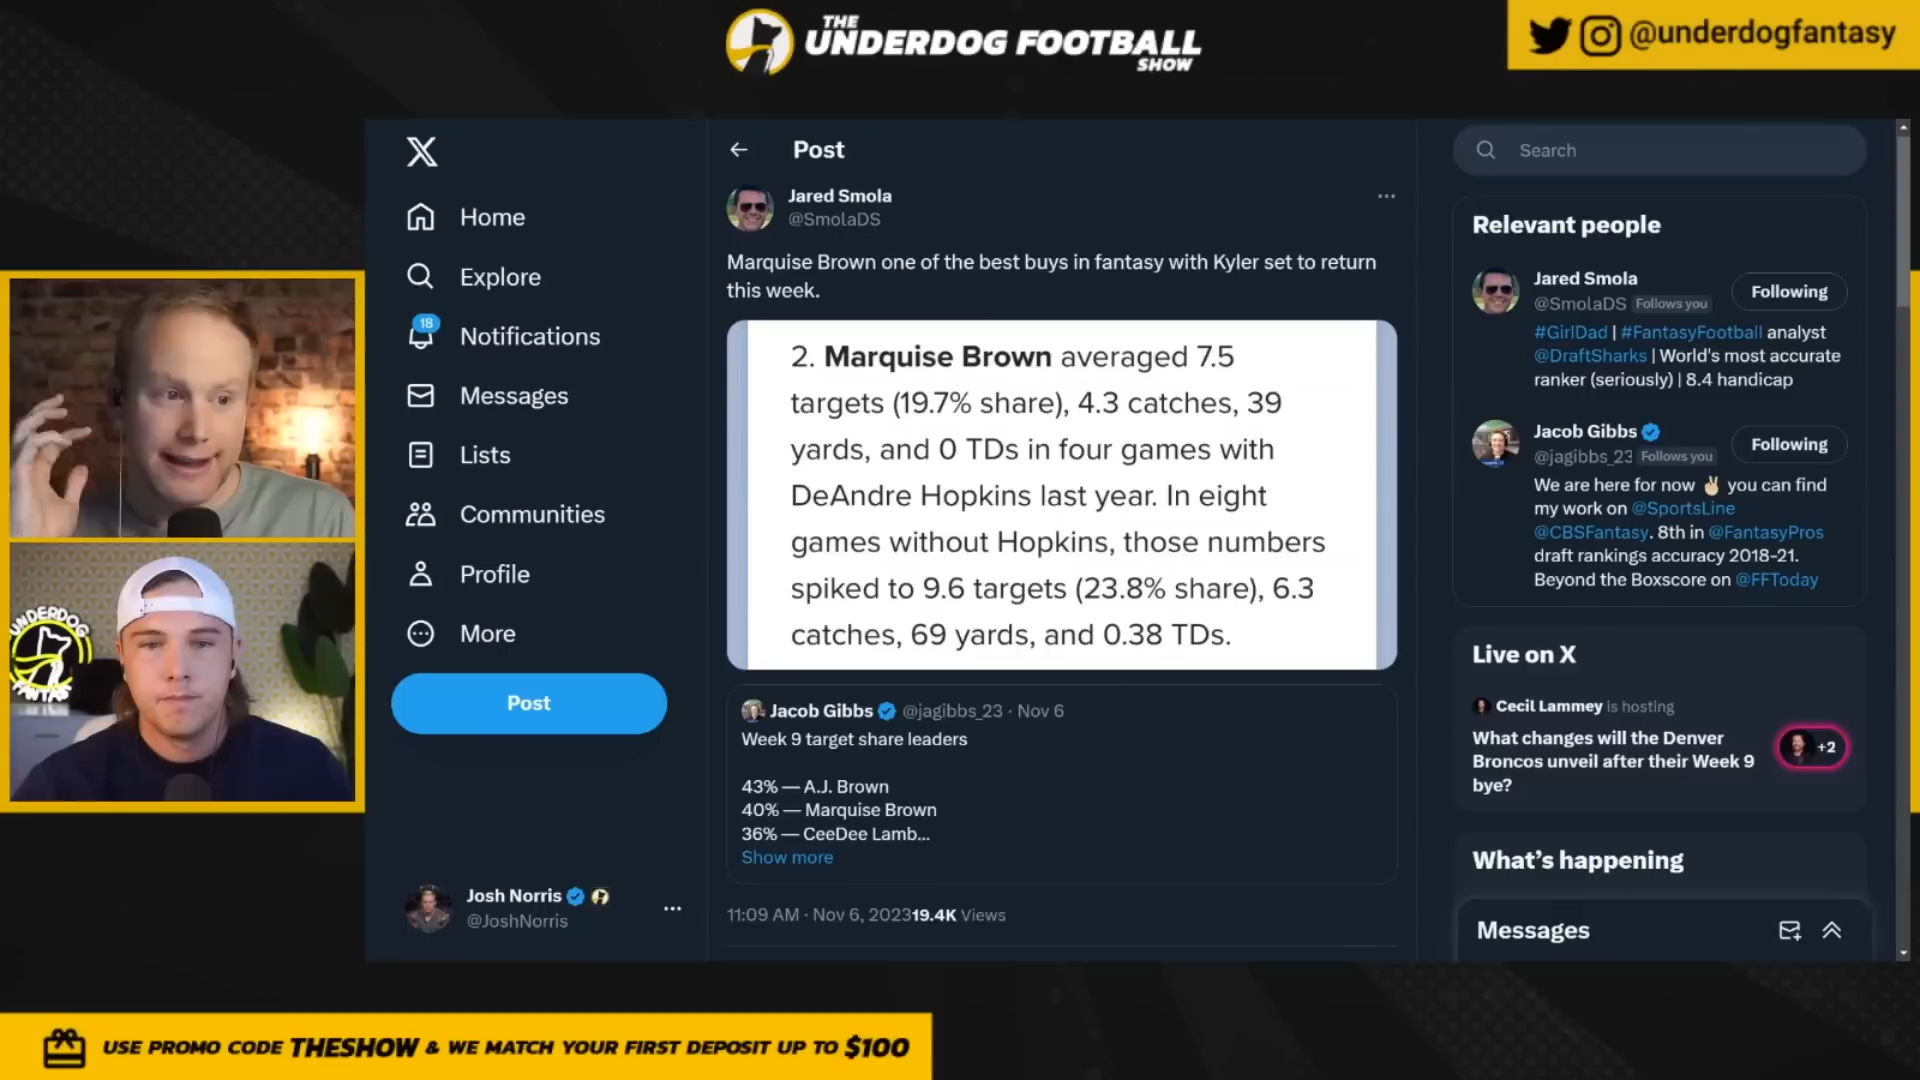 THE
UNDERDOG FOOTBALL
SHOW
@underdogfantasy
Home
Explore
18
Notifications
Messages
Lists
Communities
Profile
More
Post
Josh Norris
@JoshNorris
Post
Jared Smola
@SmolaDS
Marquise Brown one of the best buys in fantasy with Kyler set to return
this week.
2. Marquise Brown averaged 7.5
targets (19.7% share), 4.3 catches, 39
yards, and 0 TDs in four games with
DeAndre Hopkins last year. In eight
games without Hopkins, those numbers
spiked to 9.6 targets (23.8% share), 6.3
catches, 69 yards, and 0.38 TDs.
Jacob Gibbs @jagibbs_23 · Nov 6
Week 9 target share leaders
43% — A.J. Brown
40% — Marquise Brown
36% — CeeDee Lamb...
Show more
11:09 AM · Nov 6, 202319.4K Views
Search
Relevant people
Jared Smola
@SmolaDS Follows you
Following
#GirlDad | #FantasyFootball analyst
@DraftSharks | World's most accurate
ranker (seriously) | 8.4 handicap
Jacob Gibbs
@jagibbs_23 Follows you
Following
We are here for now ✌🏻 you can find
my work on @SportsLine
@CBSFantasy. 8th in @FantasyPros
draft rankings accuracy 2018-21.
Beyond the Boxscore on @FFToday
Live on X
Cecil Lammey is hosting
What changes will the Denver
Broncos unveil after their Week 9
bye?
+2
What's happening
Messages
UNDERDOG
FANTAS
USE PROMO CODE THESHOW & WE MATCH YOUR FIRST DEPOSIT UP TO $100